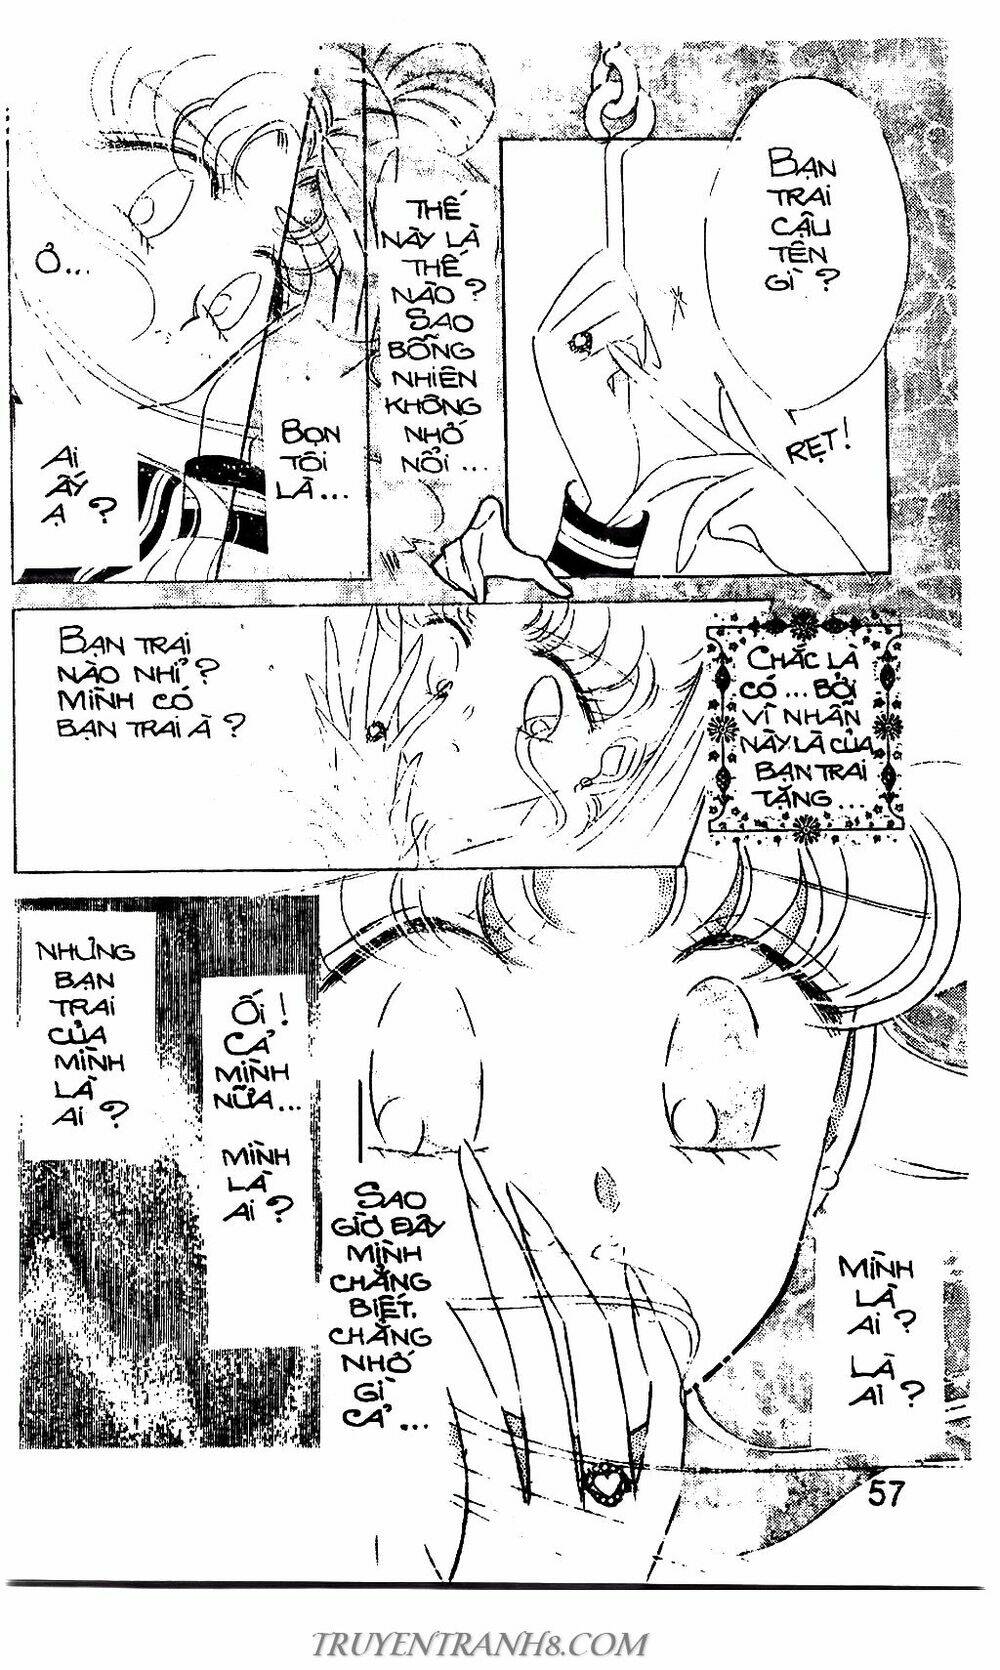 BẠN
TRAI
CẬU
TÊN
GÌ?
RẸT!
THẾ
NÀY LÀ
THẾ
NÀO?
SAO
BỖNG
NHIÊN
KHÔNG
NHỚ
NỔI...
Ở...
BỌN
TÔI
LÀ...
AI
ẤY
Ạ?
CHẮC LÀ
CÓ... BỞI
VÌ NHẪN
NÀY LÀ CỦA
BẠN TRAI
TẶNG...
BẠN TRAI
NÀO NHỈ?
MÌNH CÓ
BẠN TRAI À?
NHƯNG
BẠN
TRAI
CỦA
MÌNH
LÀ
AI?
ỐI!
CẢ
MÌNH
NỮA...
MÌNH
LÀ
AI?
SAO
GIỜ ĐÂY
MÌNH
CHẲNG
BIẾT,
CHẲNG
NHỚ
GÌ
CẢ...
MÌNH
LÀ
AI?
LÀ
AI?
57
TRUYENTRANH8.COM